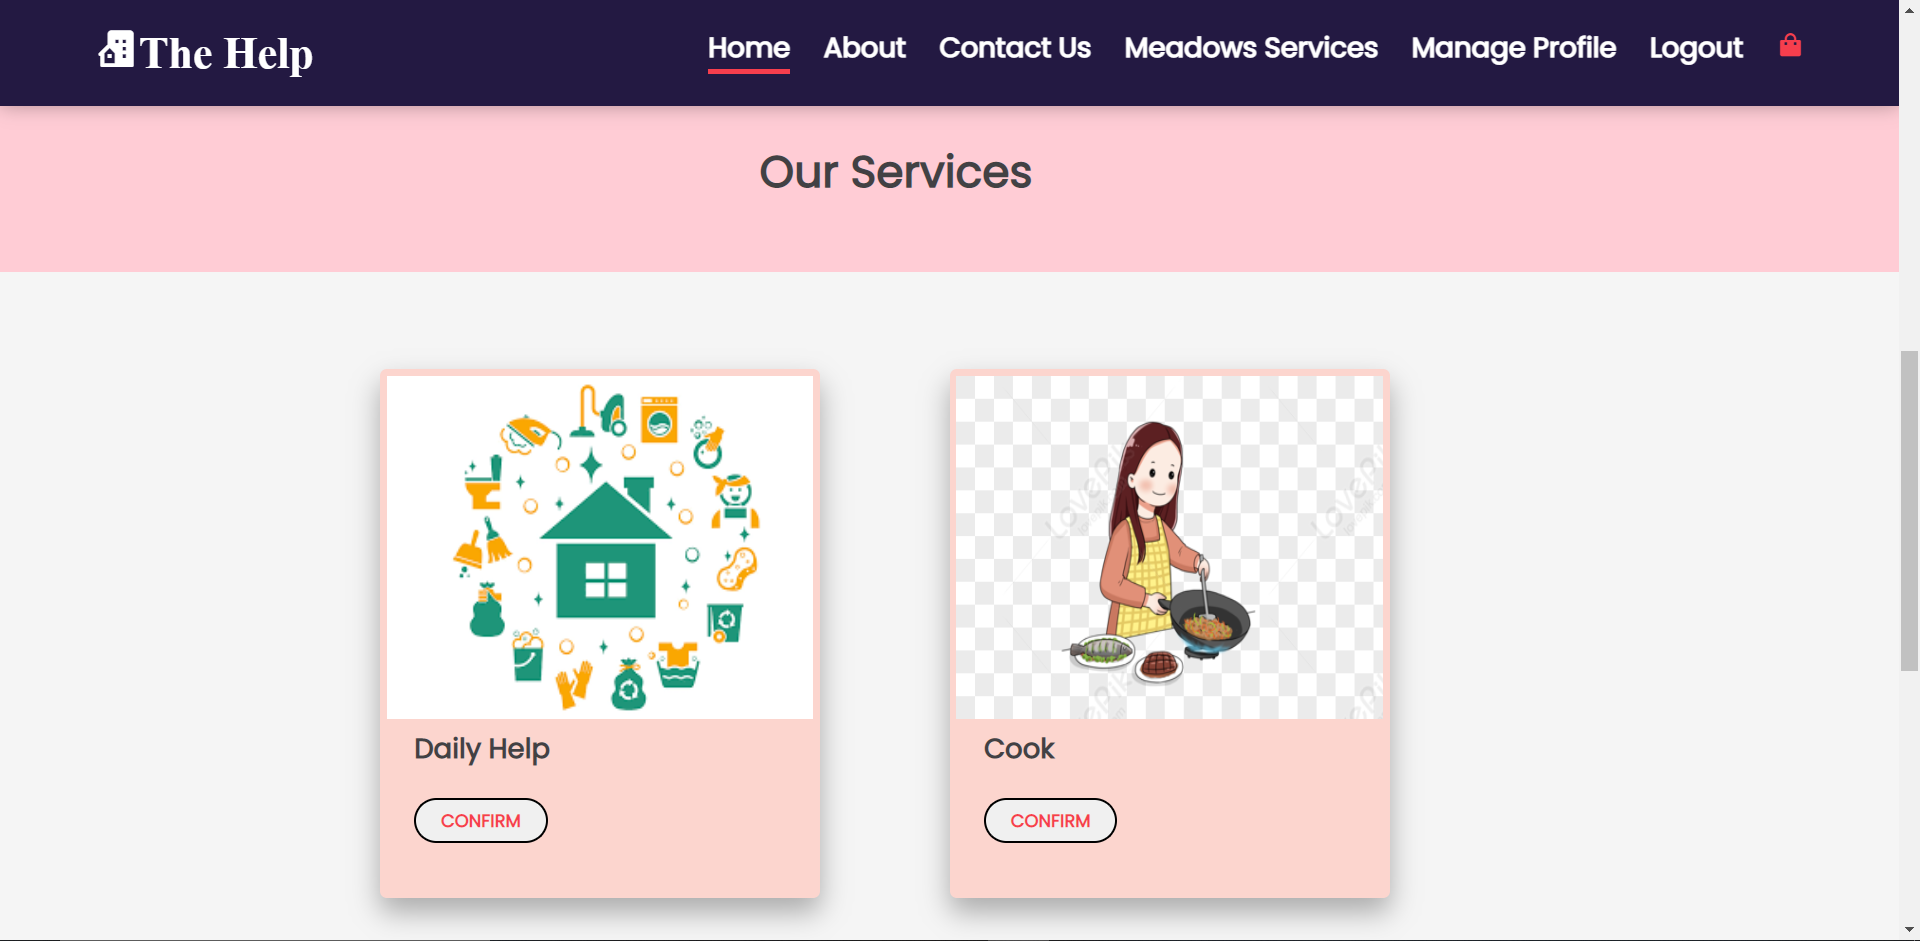 The Help
Home About Contact Us Meadows Services Manage Profile Logout
Our Services
Daily Help
CONFIRM
Cook
CONFIRM